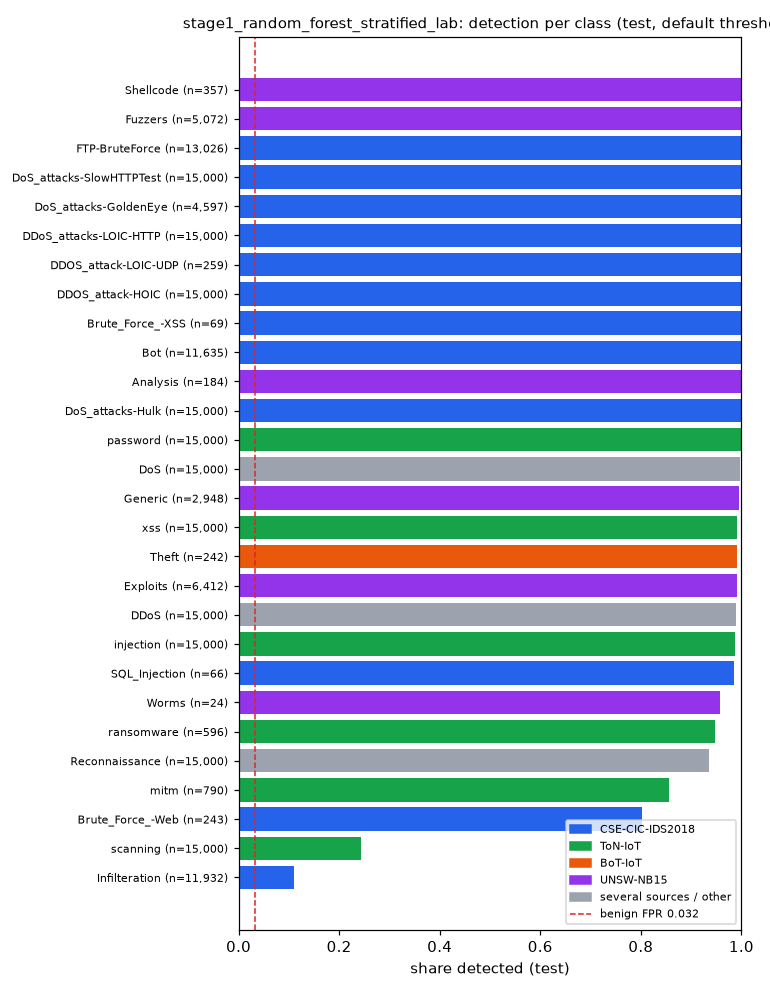 stage1_random_forest_stratified_lab: detection per class (test, default thresho
Shellcode (n=357)
Fuzzers (n=5,072)
FTP-BruteForce (n=13,026)
DoS_attacks-SlowHTTPTest (n=15,000)
DoS_attacks-GoldenEye (n=4,597)
DDoS_attacks-LOIC-HTTP (n=15,000)
DDOS_attack-LOIC-UDP (n=259)
DDOS_attack-HOIC (n=15,000)
Brute_Force_-XSS (n=69)
Bot (n=11,635)
Analysis (n=184)
DoS_attacks-Hulk (n=15,000)
password (n=15,000)
DoS (n=15,000)
Generic (n=2,948)
xss (n=15,000)
Theft (n=242)
Exploits (n=6,412)
DDoS (n=15,000)
injection (n=15,000)
SQL_Injection (n=66)
Worms (n=24)
ransomware (n=596)
Reconnaissance (n=15,000)
mitm (n=790)
Brute_Force_-Web (n=243)
scanning (n=15,000)
Infilteration (n=11,932)
CSE-CIC-IDS2018
ToN-IoT
BoT-IoT
UNSW-NB15
several sources / other
benign FPR 0.032
0.0 0.2 0.4 0.6 0.8 1.0
share detected (test)